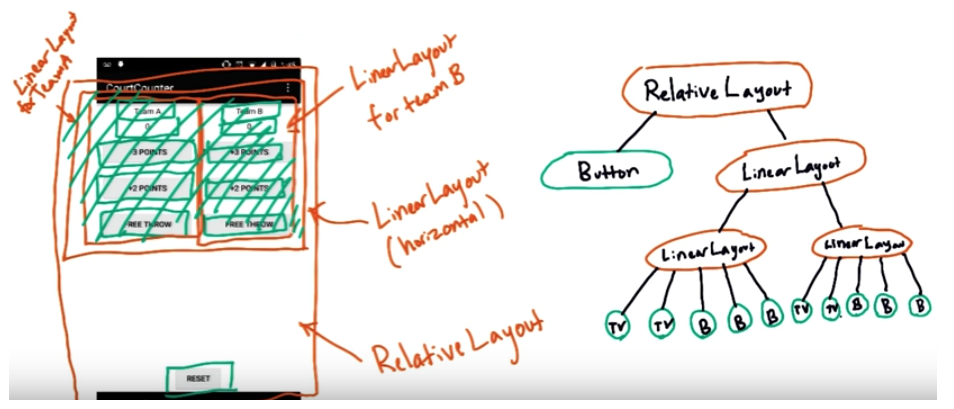 Linear Layout
for Team A
CourtCounter
Team A
0
+3 POINTS
+2 POINTS
FREE THROW
Team B
0
+3 POINTS
+2 POINTS
FREE THROW
RESET
LinearLayout
for team B
LinearLayout
(horizontal)
Relative Layout
Relative Layout
Button
LinearLayout
LinearLayout
LinearLayout
TV
TV
B
B
B
TV
TV
B
B
B